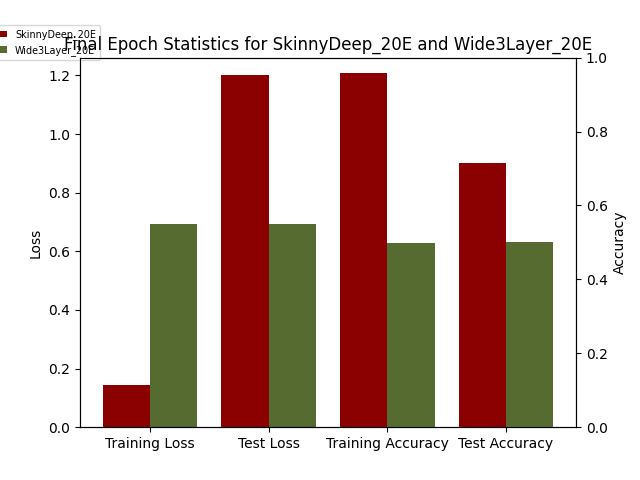 Final Epoch Statistics for SkinnyDeep_20E and Wide3Layer_20E
SkinnyDeep_20E
Wide3Layer_20E
Loss
1.2
1.0
0.8
0.6
0.4
0.2
0.0
1.0
0.8
0.6
0.4
0.2
0.0
Accuracy
Training Loss
Test Loss
Training Accuracy
Test Accuracy